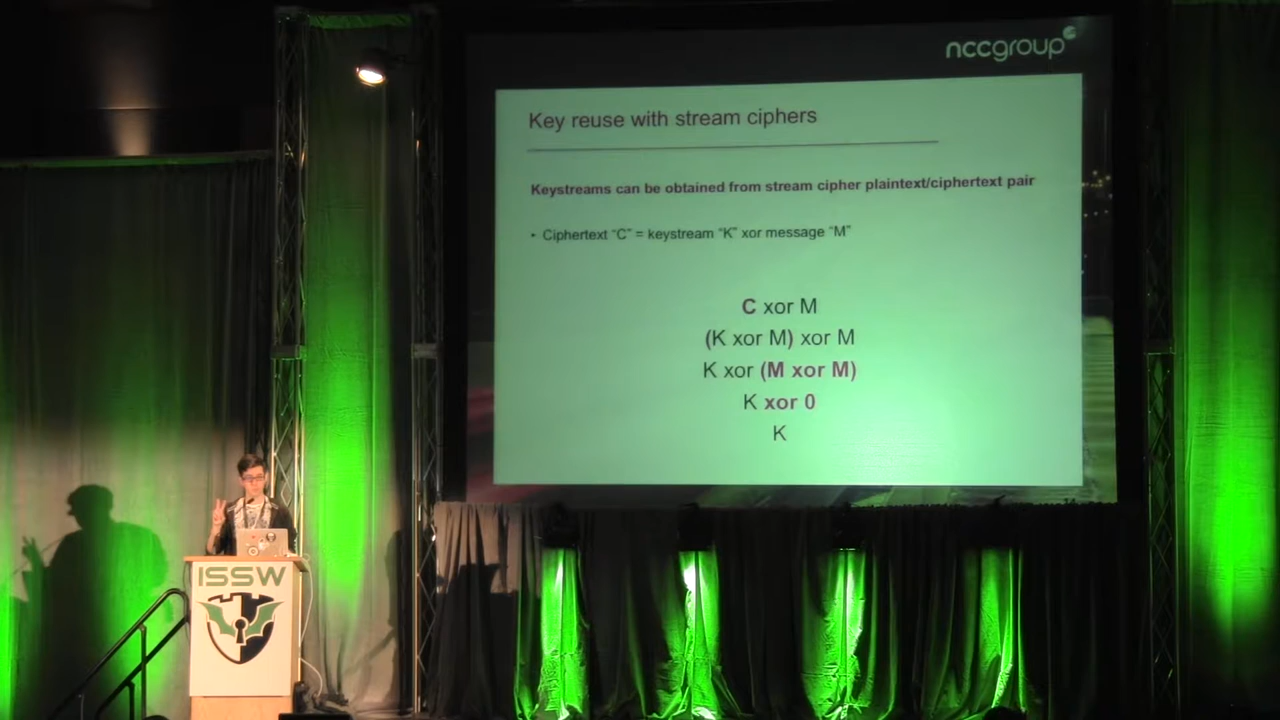 nccgroup
Key reuse with stream ciphers
Keystreams can be obtained from stream cipher plaintext/ciphertext pair
• Ciphertext “C” = keystream “K” xor message “M”
C xor M
(K xor M) xor M
K xor (M xor M)
K xor 0
K
ISSW